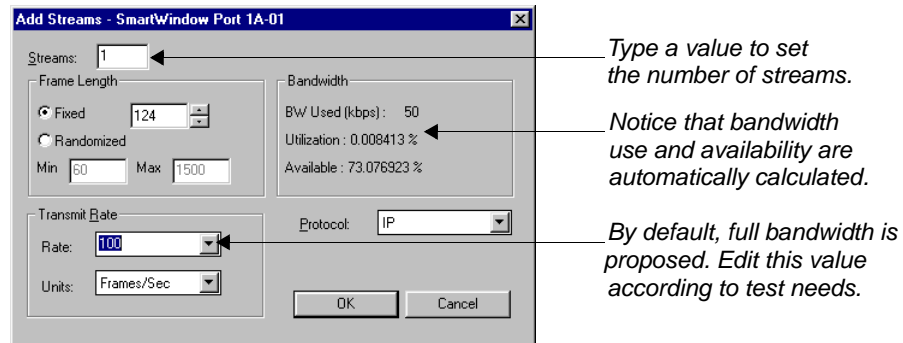 Add Streams - SmartWindow Port 1A-01
Streams: 1
Type a value to set
the number of streams.
Frame Length
Fixed 124
Randomized
Min 60 Max 1500
Bandwidth
BW Used (kbps) : 50
Utilization : 0.008413 %
Available : 73.076923 %
Notice that bandwidth
use and availability are
automatically calculated.
Transmit Rate
Rate: 100
Units: Frames/Sec
Protocol: IP
By default, full bandwidth is
proposed. Edit this value
according to test needs.
OK Cancel